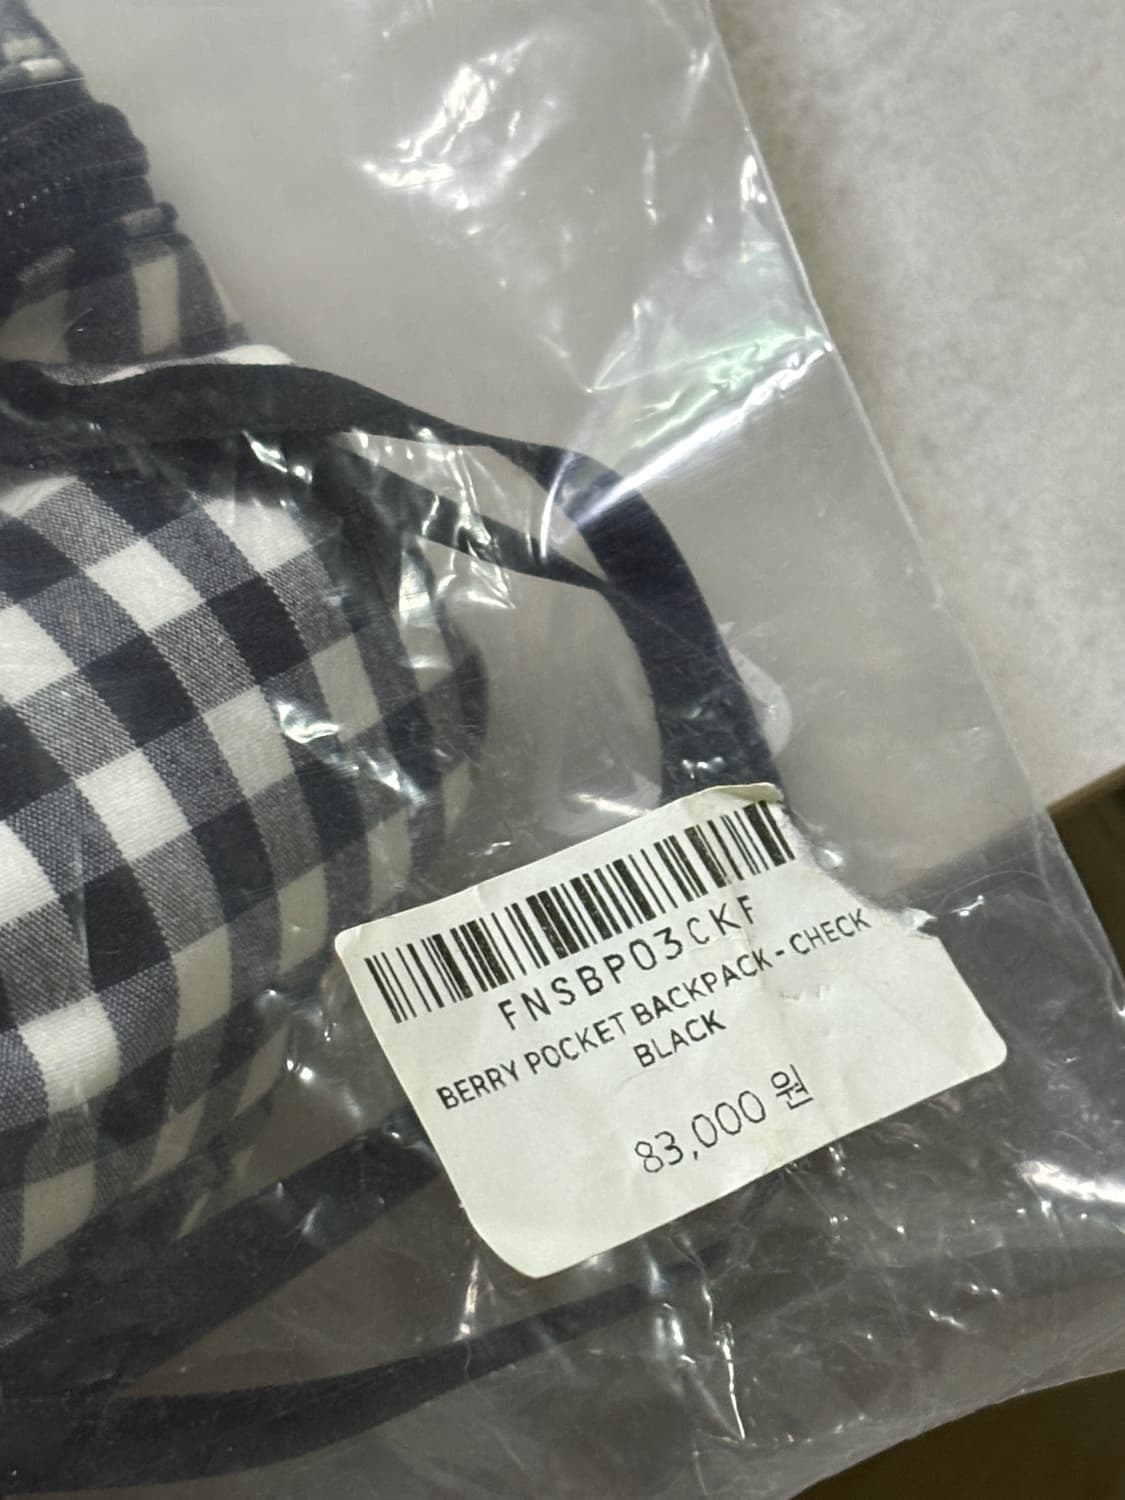 FNSBP03CKF
BERRY POCKET BACKPACK - CHECK
BLACK
83,000 원